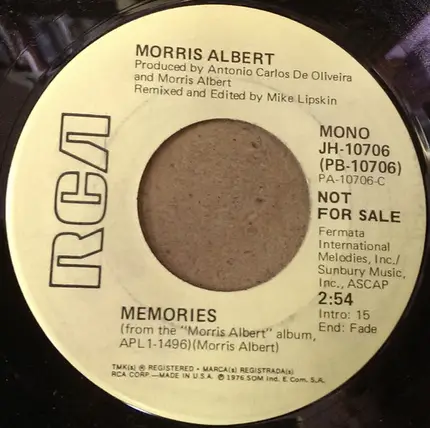 MORRIS ALBERT
Produced by Antonio Carlos De Oliveira
and Morris Albert
Remixed and Edited by Mike Lipskin
RCA
MONO
JH-10706
(PB-10706)
PA-10706-C
NOT
FOR SALE
Fermata
International
Melodies, Inc./
Sunbury Music,
Inc., ASCAP
2:54
Intro: 15
End: Fade
MEMORIES
(from the "Morris Albert" album,
APL1-1496)(Morris Albert)
TMK(s) ® REGISTERED • MARCA(s) REGISTRADA(s)
RCA CORP.—MADE IN U.S.A. ℗ 1976 SOM Ind. E Com. S.A.